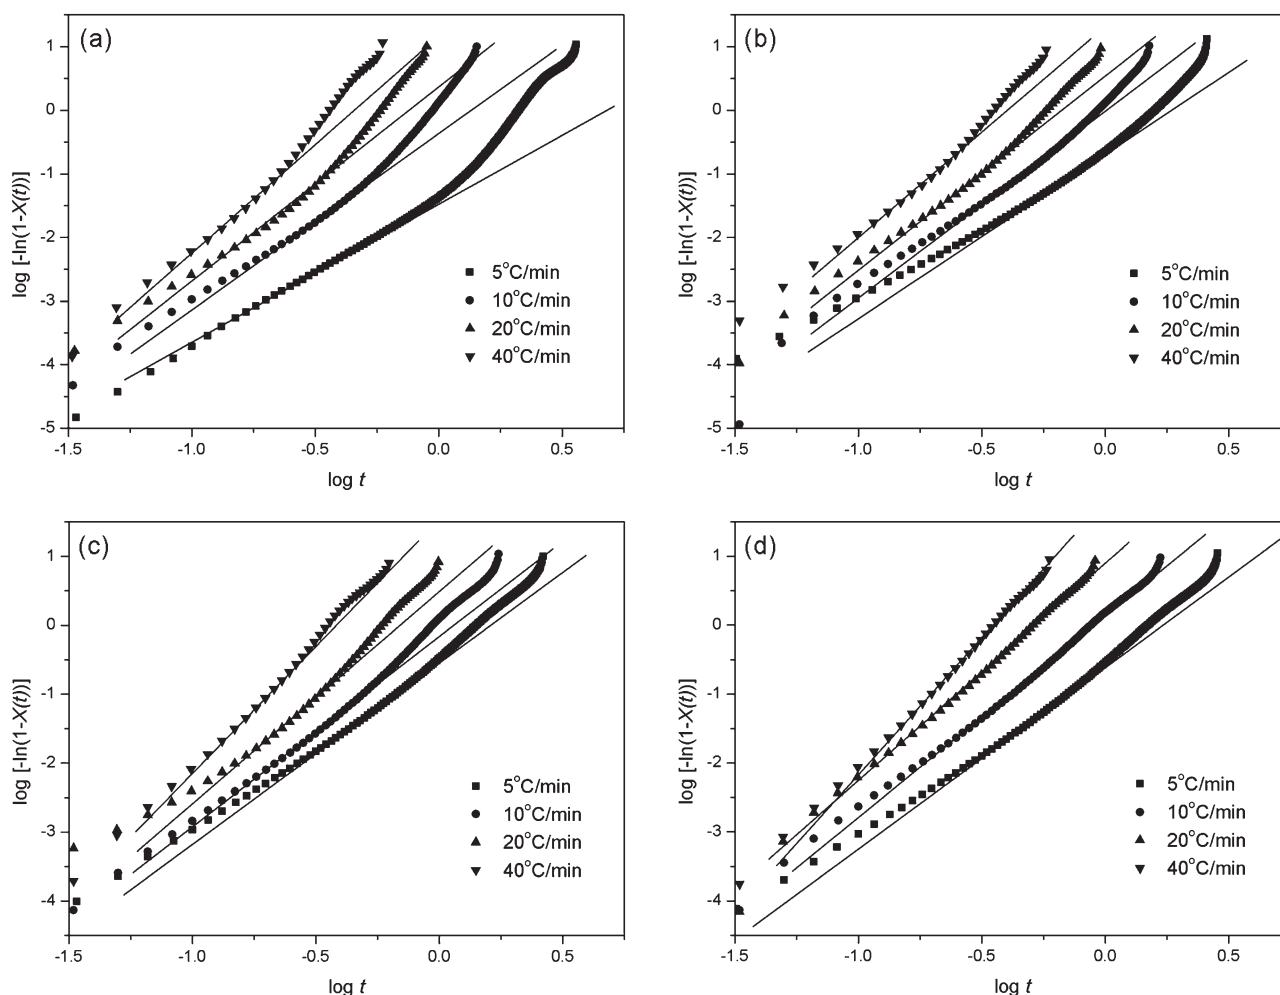 (a)
1
0
-1
-2
-3
-4
-5
log [-ln(1-X(t))]
5°C/min
10°C/min
20°C/min
40°C/min
-1.5 -1.0 -0.5 0.0 0.5
log t
(b)
1
0
-1
-2
-3
-4
-5
log [-ln(1-X(t))]
5°C/min
10°C/min
20°C/min
40°C/min
-1.5 -1.0 -0.5 0.0 0.5
log t
(c)
1
0
-1
-2
-3
-4
log [-ln(1-X(t))]
5°C/min
10°C/min
20°C/min
40°C/min
-1.5 -1.0 -0.5 0.0 0.5
log t
(d)
1
0
-1
-2
-3
-4
log [-ln(1-X(t))]
5°C/min
10°C/min
20°C/min
40°C/min
-1.5 -1.0 -0.5 0.0 0.5
log t